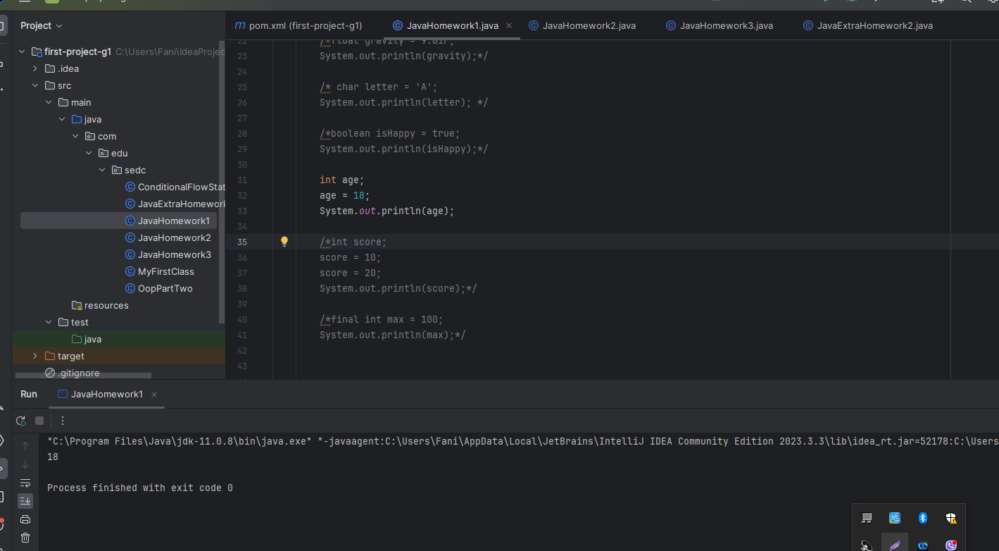 Project
pom.xml (first-project-g1)
JavaHomework1.java
JavaHomework2.java
JavaHomework3.java
JavaExtraHomework2.java
first-project-g1 C:\Users\Fani\IdeaProjec
.idea
src
main
java
com
edu
sedc
ConditionalFlowStat
JavaExtraHomework
JavaHomework1
JavaHomework2
JavaHomework3
MyFirstClass
OopPartTwo
resources
test
java
target
.gitignore
22 /*float gravity = 9.81F;
23 System.out.println(gravity);*/
24
25 /* char letter = 'A';
26 System.out.println(letter); */
27
28 /*boolean isHappy = true;
29 System.out.println(isHappy);*/
30
31 int age;
32 age = 18;
33 System.out.println(age);
34
35 /*int score;
36 score = 10;
37 score = 20;
38 System.out.println(score);*/
39
40 /*final int max = 100;
41 System.out.println(max);*/
42
43
Run JavaHomework1
"C:\Program Files\Java\jdk-11.0.8\bin\java.exe" "-javaagent:C:\Users\Fani\AppData\Local\JetBrains\IntelliJ IDEA Community Edition 2023.3.3\lib\idea_rt.jar=52178:C:\Users
18
Process finished with exit code 0